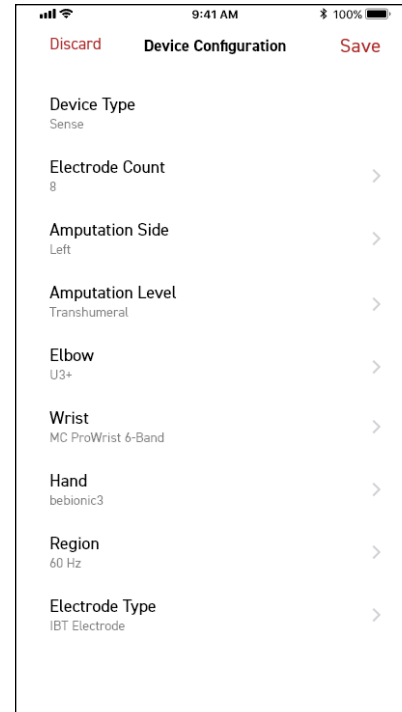 9:41 AM
100%
Discard
Device Configuration
Save
Device Type
Sense
Electrode Count
8
Amputation Side
Left
Amputation Level
Transhumeral
Elbow
U3+
Wrist
MC ProWrist 6-Band
Hand
bebionic3
Region
60 Hz
Electrode Type
IBT Electrode